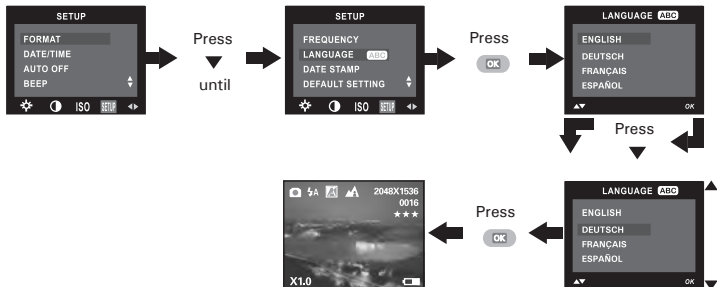 SETUP
FORMAT
DATE/TIME
AUTO OFF
BEEP
ISO SETUP
Press
until
SETUP
FREQUENCY
LANGUAGE ABC
DATE STAMP
DEFAULT SETTING
ISO SETUP
Press
OK
LANGUAGE ABC
ENGLISH
DEUTSCH
FRANÇAIS
ESPAÑOL
OK
Press
LANGUAGE ABC
ENGLISH
DEUTSCH
FRANÇAIS
ESPAÑOL
OK
Press
OK
A A 2048X1536
0016
X1.0